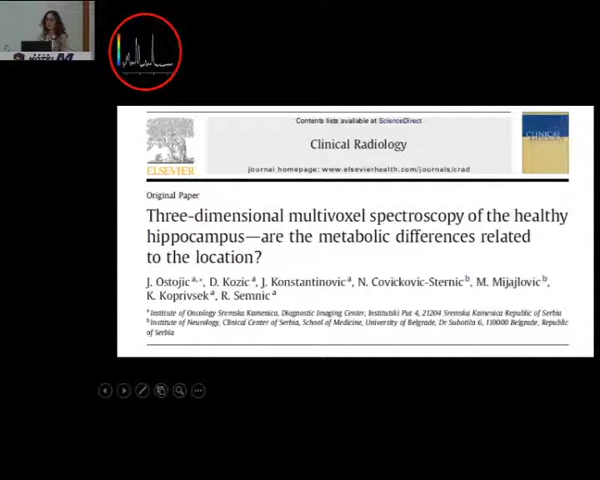 Contents lists available at ScienceDirect
Clinical Radiology
journal homepage: www.elsevierhealth.com/journals/crad
ELSEVIER
CLINICAL
RADIOLOGY
Original Paper
Three-dimensional multivoxel spectroscopy of the healthy
hippocampus—are the metabolic differences related
to the location?
J. Ostojic a,*, D. Kozic a, J. Konstantinovic a, N. Covickovic-Sternic b, M. Mijajlovic b,
K. Koprivsek a, R. Semnic a
a Institute of Oncology Sremska Kamenica, Diagnostic Imaging Center, Institutski Put 4, 21204 Sremska Kamenica Republic of Serbia
b Institute of Neurology, Clinical Center of Serbia, School of Medicine, University of Belgrade, Dr Subotića 6, 110000 Belgrade, Republic
of Serbia